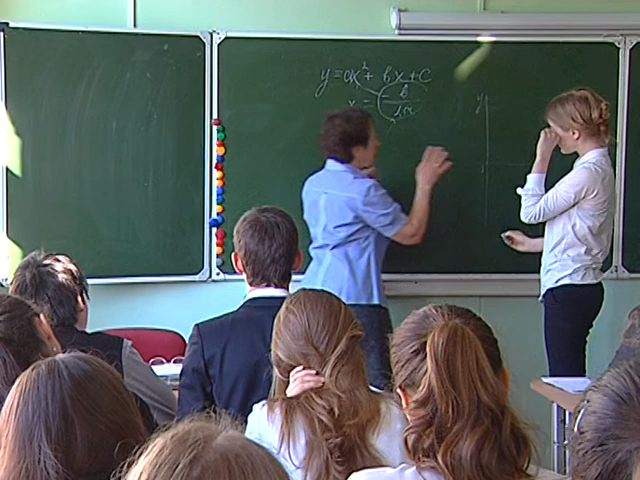 y=ax²+bx+c
x = -b/2a
y